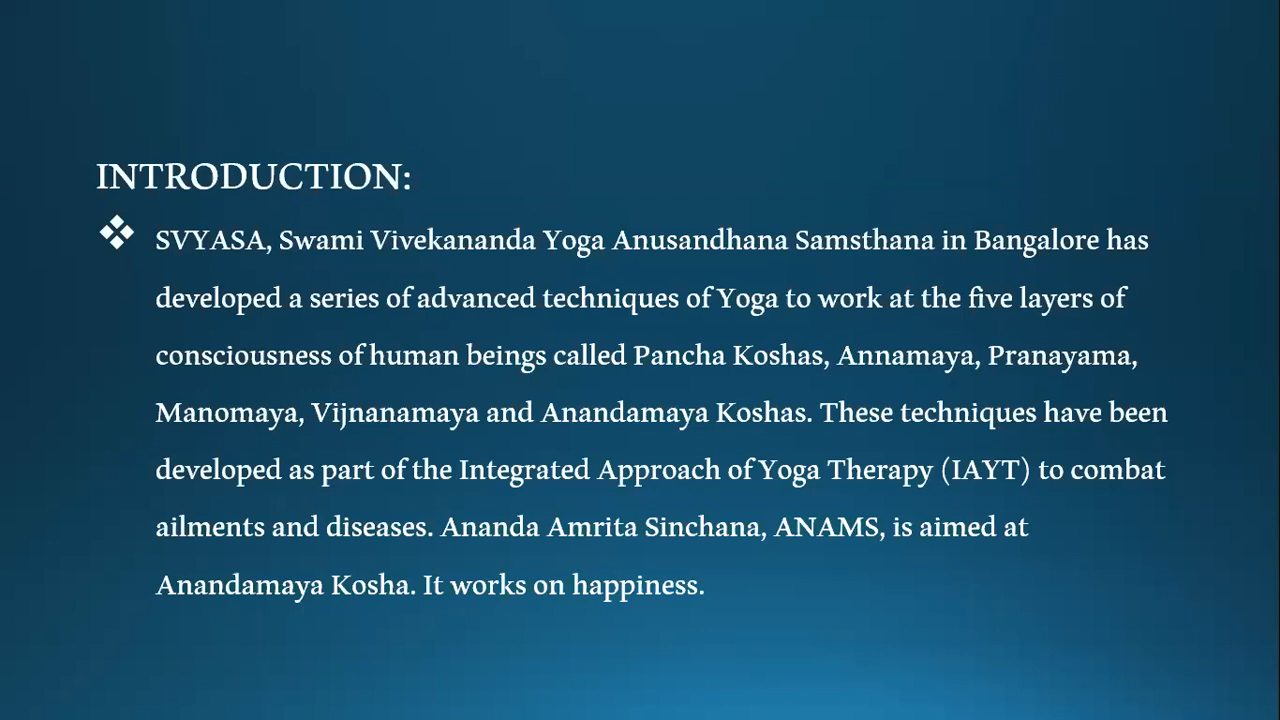 INTRODUCTION:
❖ SVYASA, Swami Vivekananda Yoga Anusandhana Samsthana in Bangalore has
developed a series of advanced techniques of Yoga to work at the five layers of
consciousness of human beings called Pancha Koshas, Annamaya, Pranayama,
Manomaya, Vijnanamaya and Anandamaya Koshas. These techniques have been
developed as part of the Integrated Approach of Yoga Therapy (IAYT) to combat
ailments and diseases. Ananda Amrita Sinchana, ANAMS, is aimed at
Anandamaya Kosha. It works on happiness.